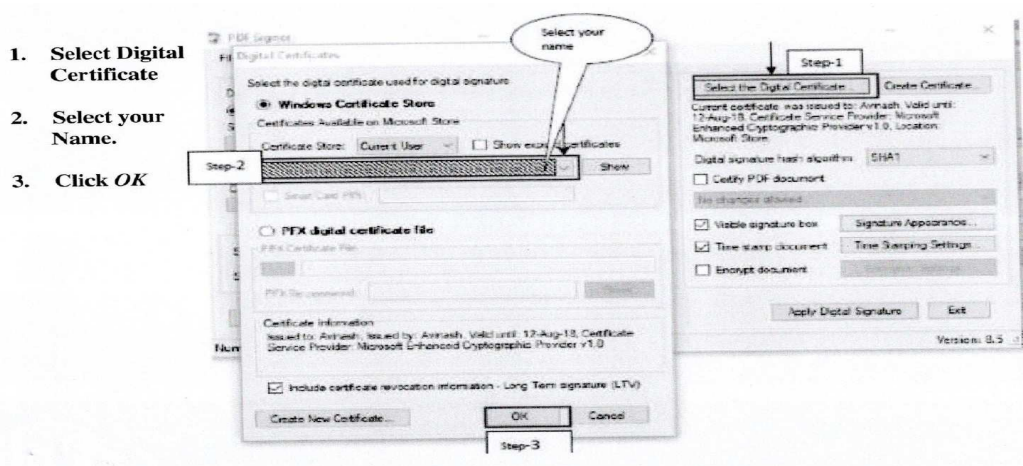 1. Select Digital
Certificate
2. Select your
Name.
3. Click OK
PDF Signer
Digital Certificates
Select your
name
Select the digital certificate used for digital signature
Windows Certificate Store
Certificates Available on Microsoft Store
Certificate Store: Current User
Show expired certificates
Step-2
Show
Smart Card PIN:
PFX digital certificate file
PFX Certificate File
PFX file password:
Certificate Information
Issued to: Avinash, Issued by: Avinash, Valid until: 12-Aug-18, Certificate
Service Provider: Microsoft Enhanced Cryptographic Provider v1.0
Include certificate revocation information - Long Term signature (LTV)
Create New Certificate...
OK
Cancel
Step-3
Num
Step-1
Select the Digital Certificate...
Create Certificate...
Current certificate was issued to: Avinash, Valid until:
12-Aug-18, Certificate Service Provider: Microsoft
Enhanced Cryptographic Provider v1.0, Location:
Microsoft Store
Digital signature hash algorithm: SHA1
Certify PDF document
No changes allowed
Visible signature box
Signature Appearance...
Time stamp document
Time Stamping Settings...
Encrypt document
Apply Digital Signature
Exit
Version: 8.5